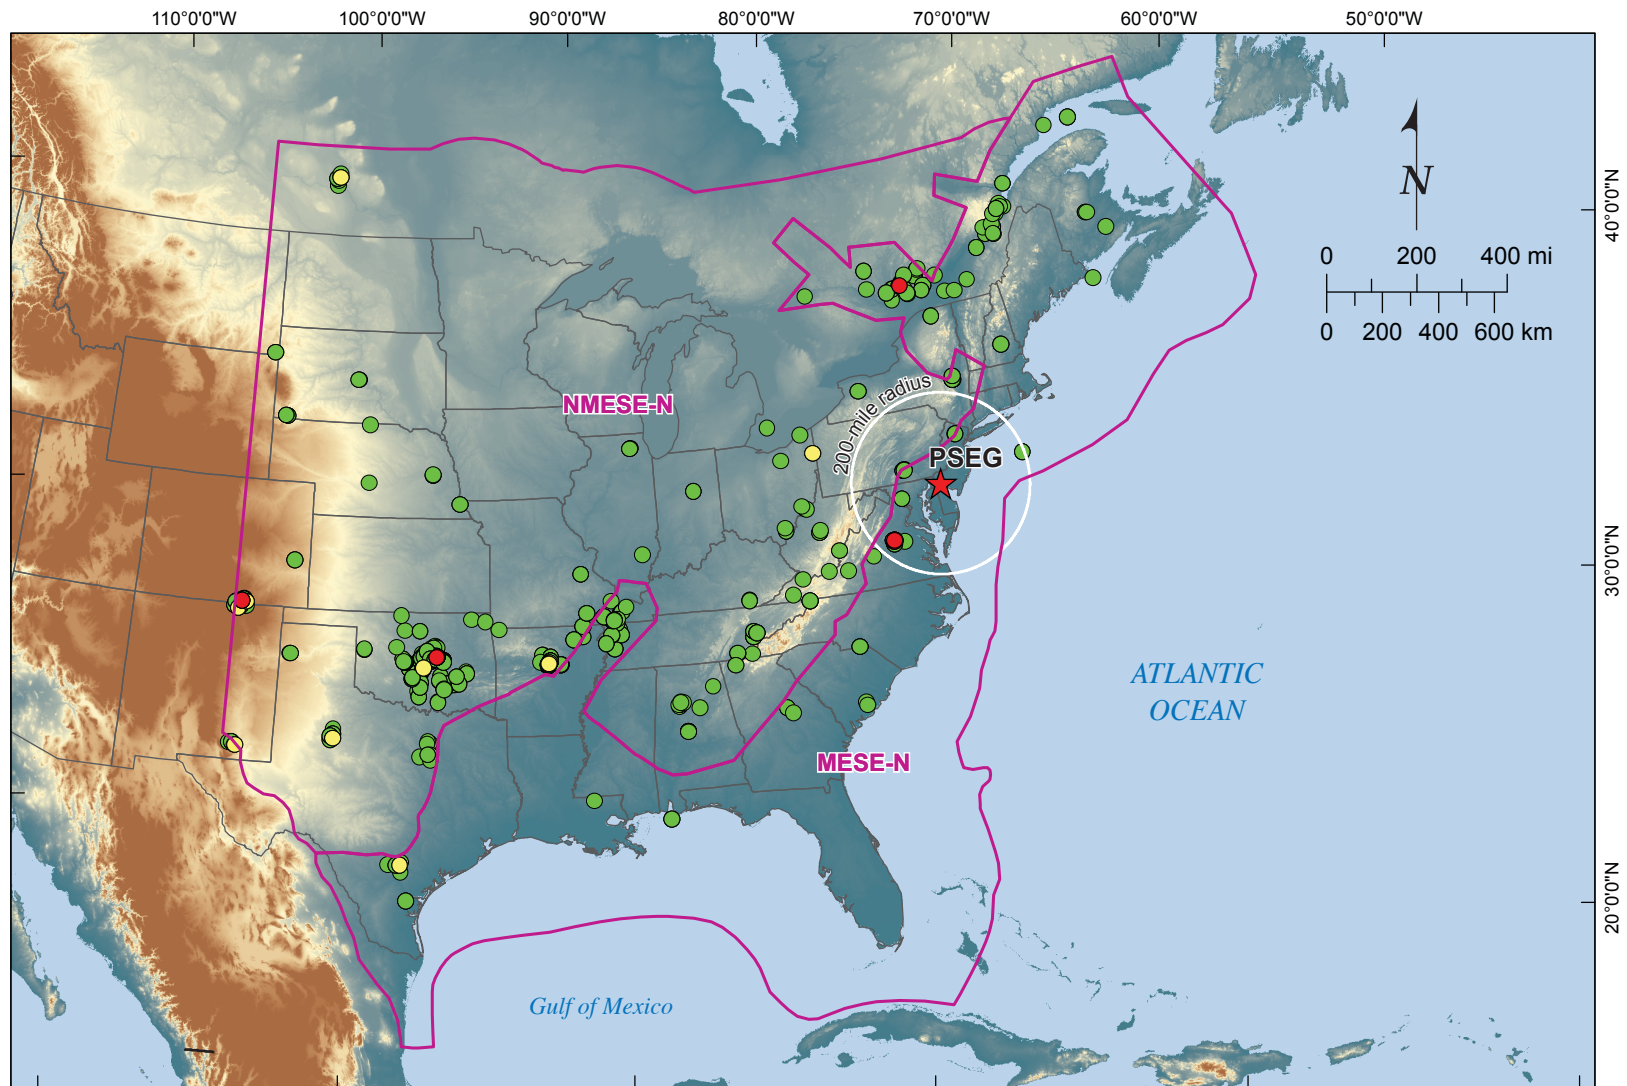 110°0'0"W 100°0'0"W 90°0'0"W 80°0'0"W 70°0'0"W 60°0'0"W 50°0'0"W
N
40°0'0"N
0 200 400 mi
0 200 400 600 km
NMESE-N
200-mile radius
PSEG
30°0'0"N
ATLANTIC
OCEAN
MESE-N
20°0'0"N
Gulf of Mexico